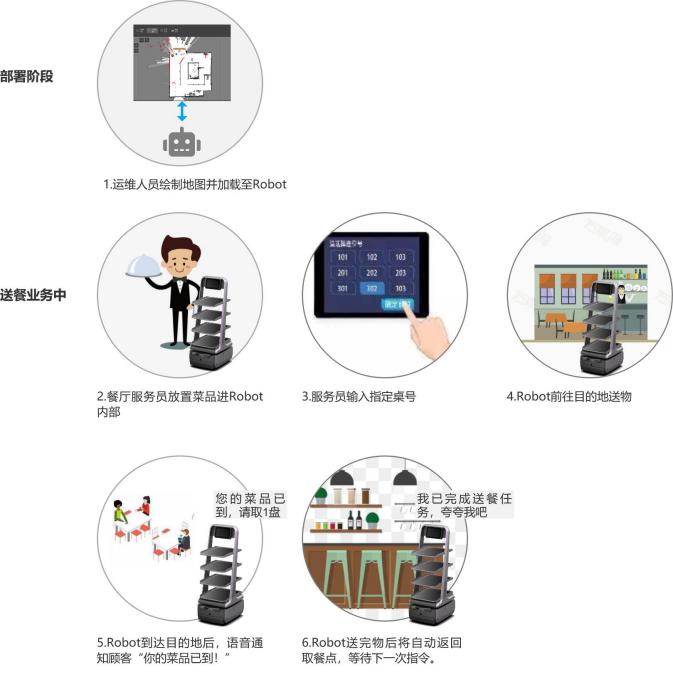 部署阶段
1.运维人员绘制地图并加载至Robot
送餐业务中
101 102 103
201 202 203
301 302 303
2.餐厅服务员放置菜品进Robot
内部
3.服务员输入指定桌号
4.Robot前往目的地送物
您的菜品已
到，请取1盘
我已完成送餐任
务，夸夸我吧
5.Robot到达目的地后，语音通
知顾客“你的菜品已到！”
6.Robot送完物后将自动返回
取餐点，等待下一次指令。